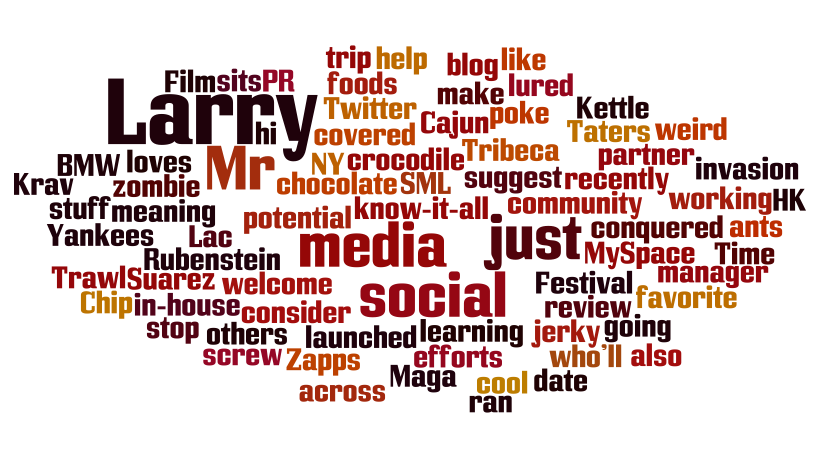 trip help blog like
Film sits PR foods make lured
Larry hi Twitter Cajun poke Kettle
covered Taters weird
BMW loves Mr NY crocodile Tribeca partner invasion
Krav zombie chocolate SML suggest recently
stuff meaning potential know-it-all community working HK
Yankees Lac media just conquered ants
Rubenstein MySpace Time
Trawl Suarez welcome social Festival manager
Chip in-house consider review favorite
stop others launched learning jerky going
screw Zapps efforts who'll also
across Maga cool date
ran